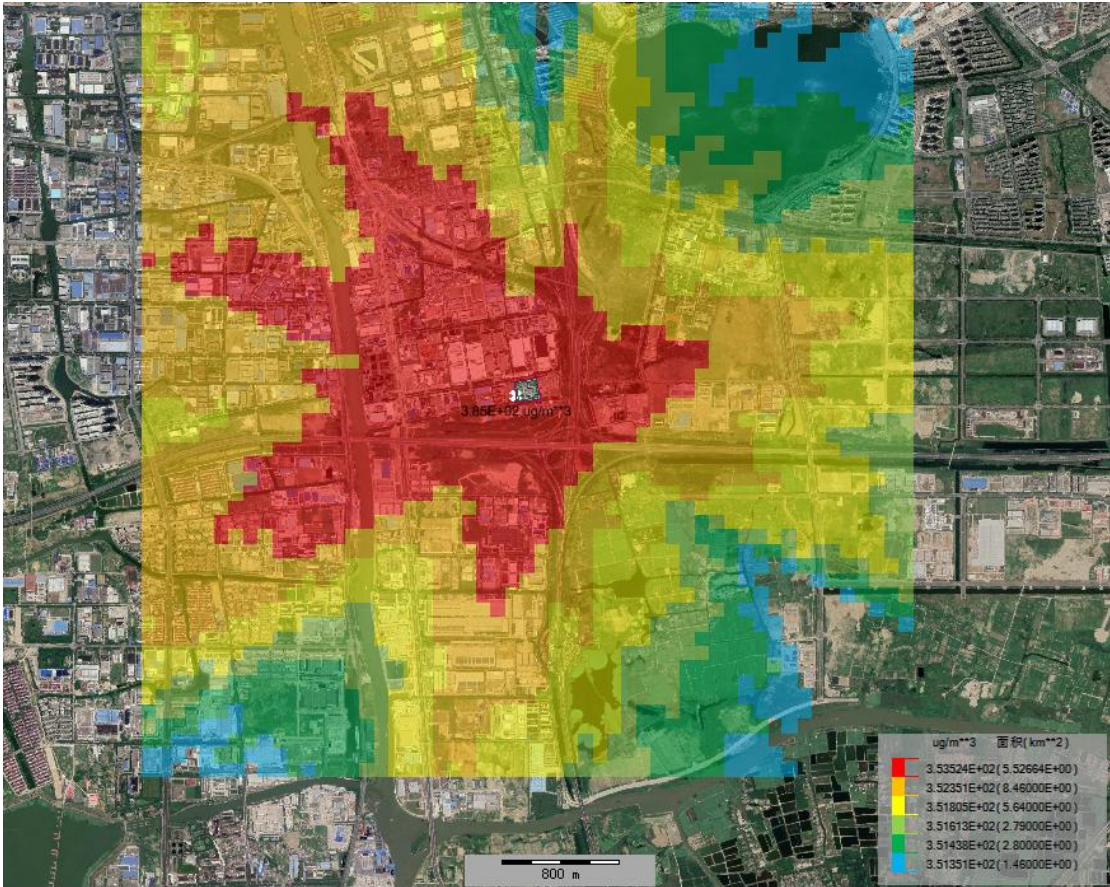 3.85E+02 ug/m**3
ug/m**3 面积(km**2)
3.53524E+02(5.52664E+00)
3.52351E+02(8.46000E+00)
3.51805E+02(5.64000E+00)
3.51613E+02(2.79000E+00)
3.51438E+02(2.80000E+00)
3.51351E+02(1.46000E+00)
800 m